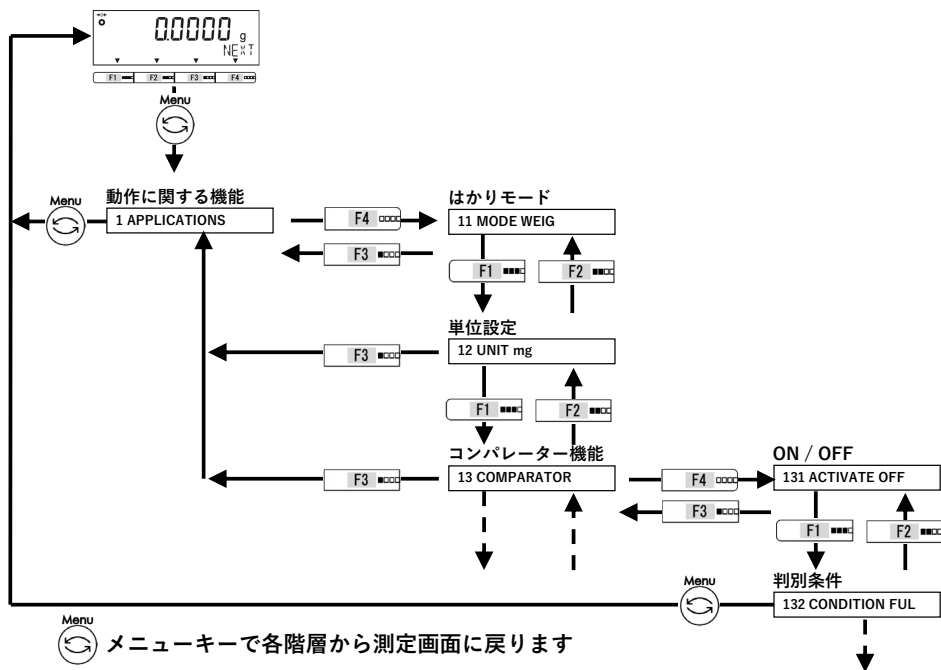 →0←
0.0000 g
NEXT
F1 F2 F3 F4
Menu
動作に関する機能
はかりモード
Menu
1 APPLICATIONS
F4
11 MODE WEIG
F3
F1
F2
単位設定
F3
12 UNIT mg
F1
F2
コンパレーター機能
ON / OFF
F3
13 COMPARATOR
F4
131 ACTIVATE OFF
F3
F1
F2
Menu
判別条件
132 CONDITION FUL
Menu
メニューキーで各階層から測定画面に戻ります